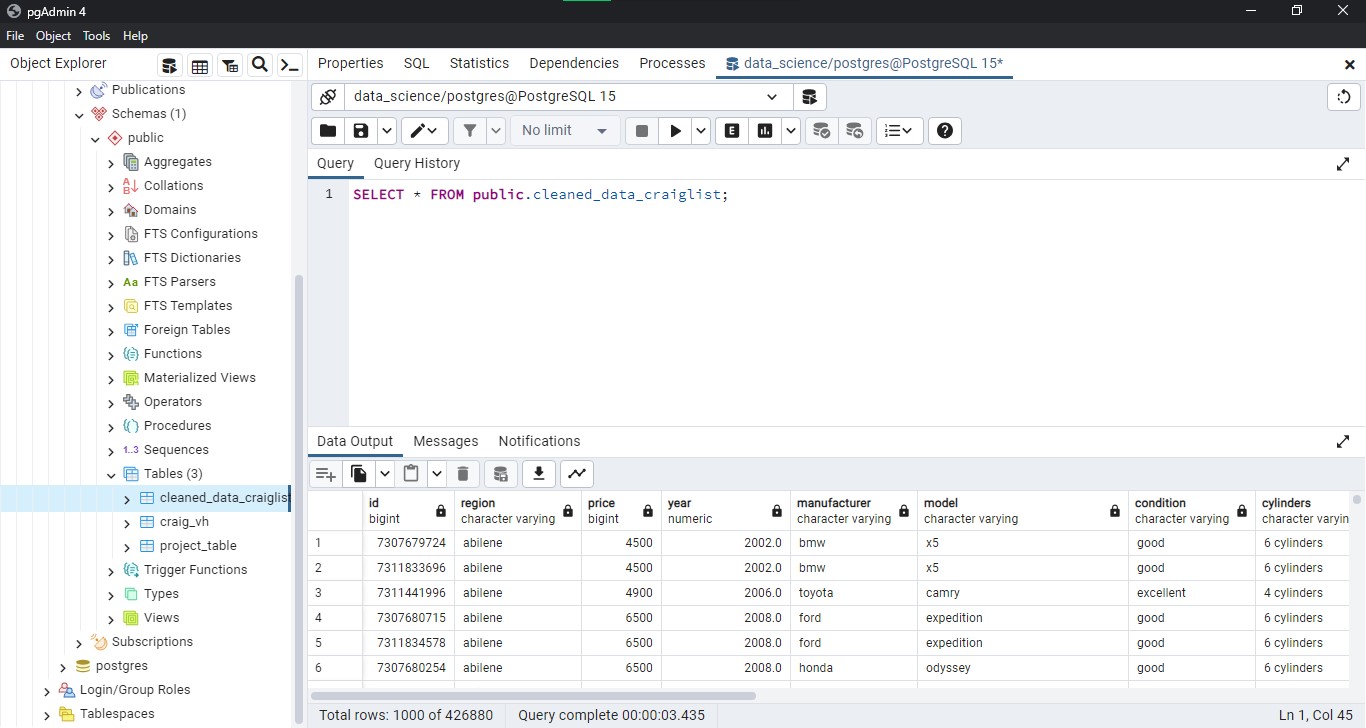 pgAdmin 4
File Object Tools Help
Object Explorer
Publications
Schemas (1)
public
Aggregates
Collations
Domains
FTS Configurations
FTS Dictionaries
Aa FTS Parsers
FTS Templates
Foreign Tables
Functions
Materialized Views
Operators
Procedures
1..3 Sequences
Tables (3)
cleaned_data_craiglist
craig_vh
project_table
Trigger Functions
Types
Views
Subscriptions
postgres
Login/Group Roles
Tablespaces
Properties SQL Statistics Dependencies Processes data_science/postgres@PostgreSQL 15*
data_science/postgres@PostgreSQL 15
No limit E
Query Query History
1 SELECT * FROM public.cleaned_data_craiglist;
Data Output Messages Notifications
id region price year manufacturer model condition cylinders
bigint character varying bigint numeric character varying character varying character varying character varyin
1 7307679724 abilene 4500 2002.0 bmw x5 good 6 cylinders
2 7311833696 abilene 4500 2002.0 bmw x5 good 6 cylinders
3 7311441996 abilene 4900 2006.0 toyota camry excellent 4 cylinders
4 7307680715 abilene 6500 2008.0 ford expedition good 6 cylinders
5 7311834578 abilene 6500 2008.0 ford expedition good 6 cylinders
6 7307680254 abilene 6500 2008.0 honda odyssey good 6 cylinders
Total rows: 1000 of 426880 Query complete 00:00:03.435 Ln 1, Col 45